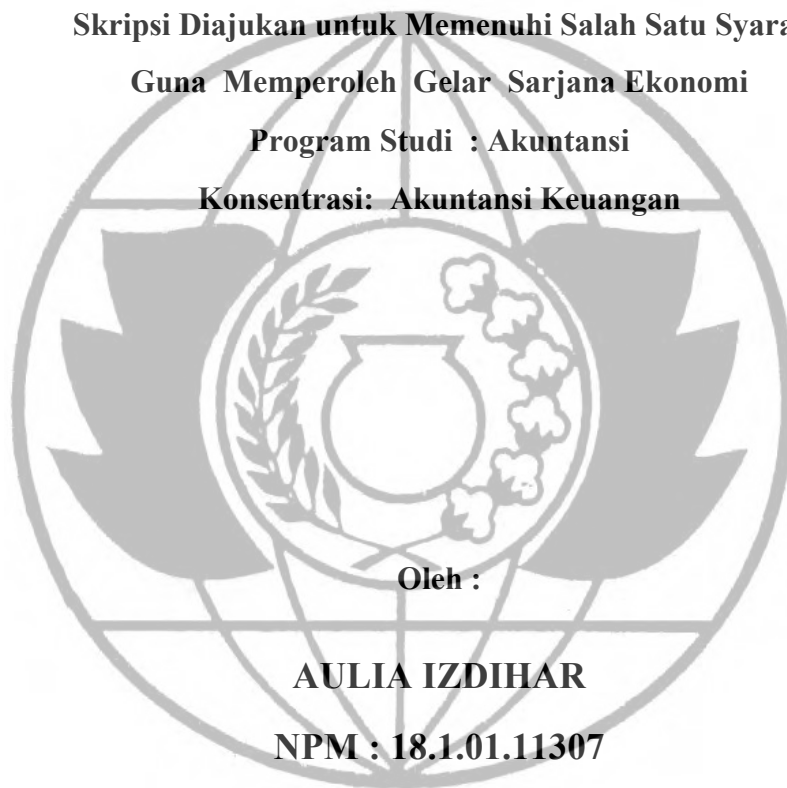 Skripsi Diajukan untuk Memenuhi Salah Satu Syara
Guna Memperoleh Gelar Sarjana Ekonomi
Program Studi : Akuntansi
Konsentrasi: Akuntansi Keuangan
Oleh :
AULIA IZDIHAR
NPM : 18.1.01.11307